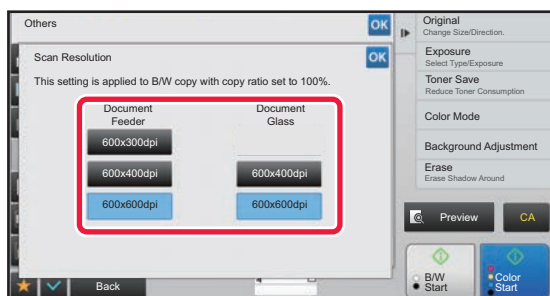 Others
OK
Scan Resolution
OK
This setting is applied to B/W copy with copy ratio set to 100%.
Document
Feeder
Document
Glass
600x300dpi
600x400dpi
600x400dpi
600x600dpi
600x600dpi
Back
Original
Change Size/Direction.
Exposure
Select Type/Exposure
Toner Save
Reduce Toner Consumption
Color Mode
Background Adjustment
Erase
Erase Shadow Around
Preview
CA
B/W
Start
Color
Start